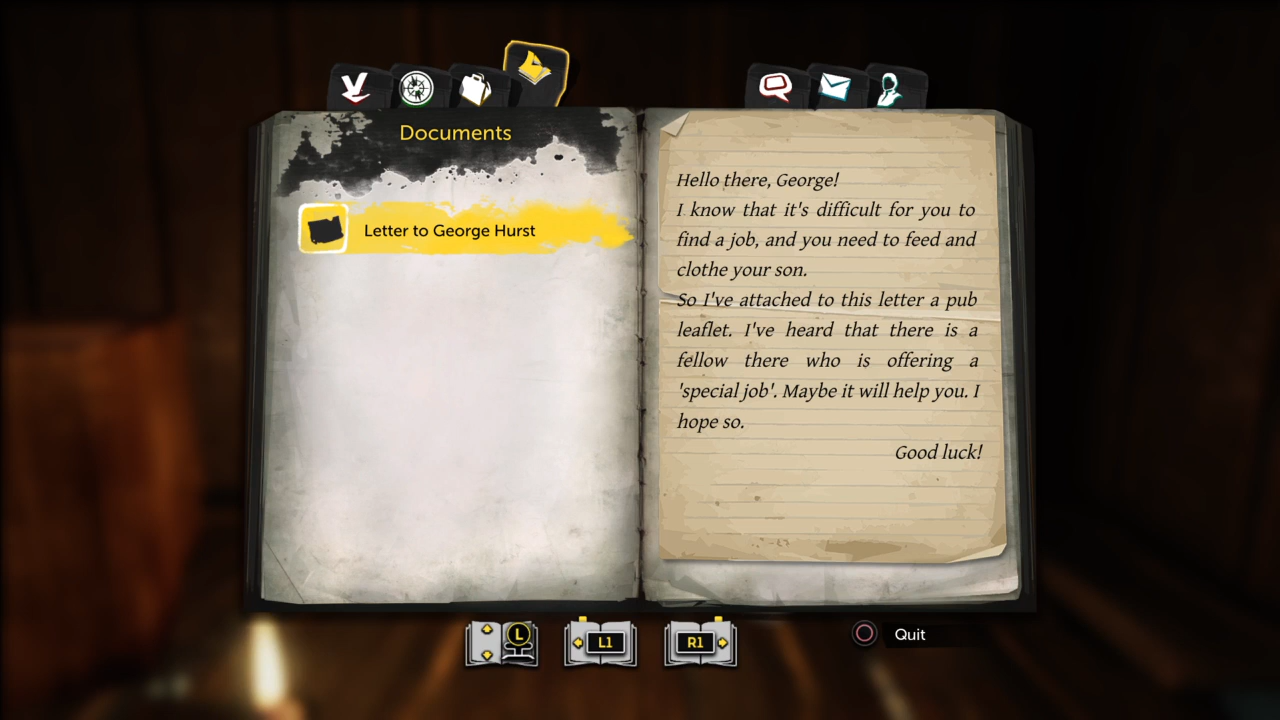 Documents
Letter to George Hurst
Hello there, George!
I know that it's difficult for you to
find a job, and you need to feed and
clothe your son.
So I've attached to this letter a pub
leaflet. I've heard that there is a
fellow there who is offering a
'special job'. Maybe it will help you. I
hope so.
Good luck!
L
L1
R1
Quit